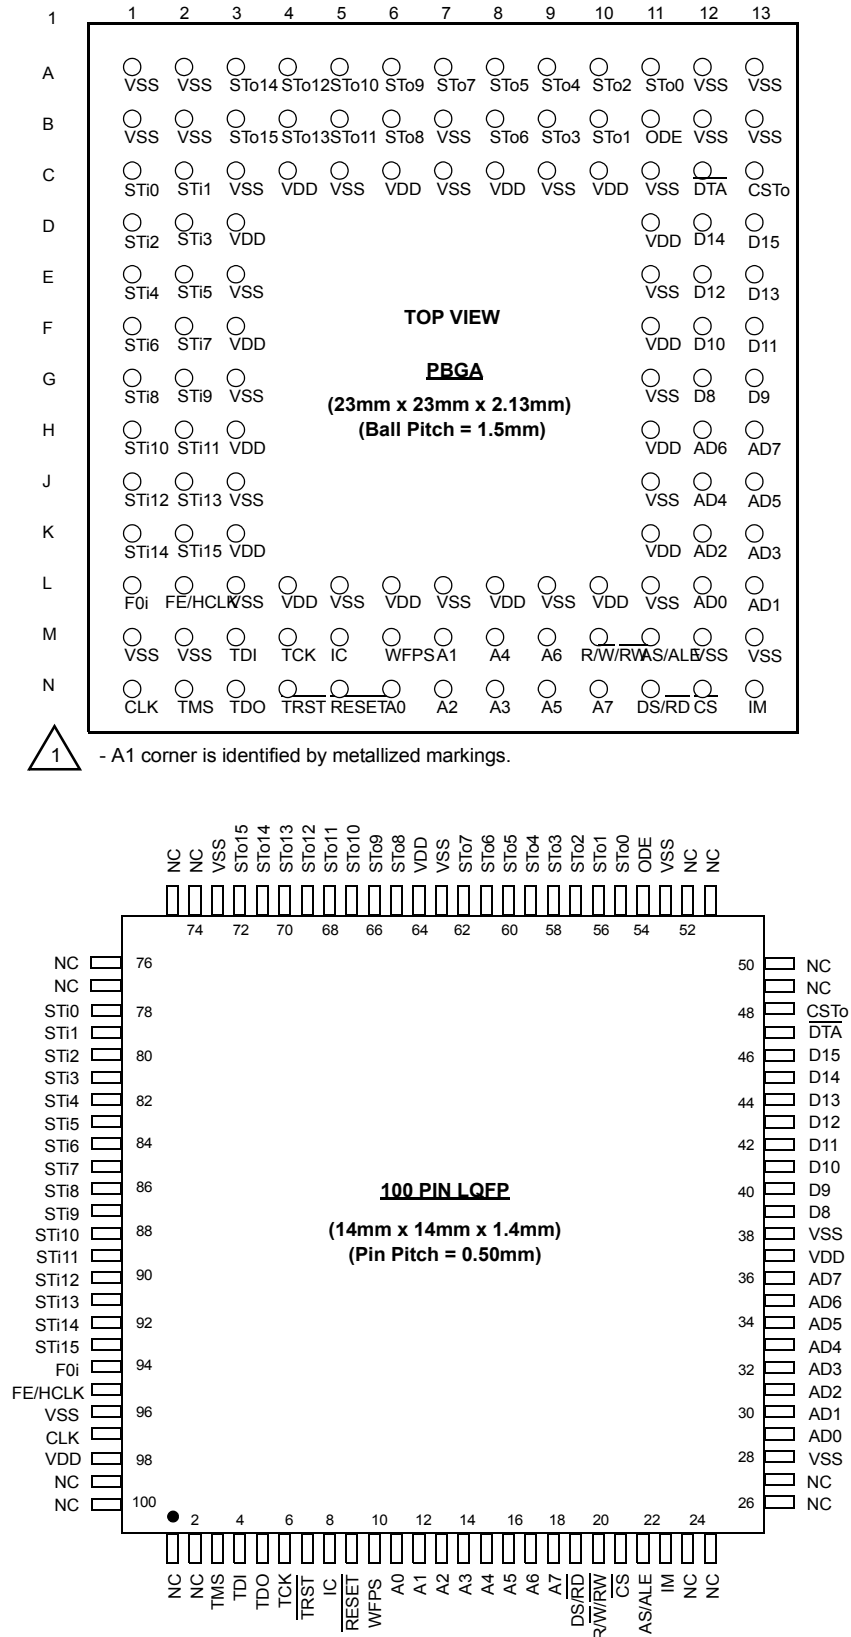 1 1 2 3 4 5 6 7 8 9 10 11 12 13
A
VSS VSS STo14 STo12 STo10 STo9 STo7 STo5 STo4 STo2 STo0 VSS VSS
B
VSS VSS STo15 STo13 STo11 STo8 VSS STo6 STo3 STo1 ODE VSS VSS
C
STi0 STi1 VSS VDD VSS VDD VSS VDD VSS VDD VSS DTA CSTo
D
STi2 STi3 VDD VDD D14 D15
E
STi4 STi5 VSS VSS D12 D13
TOP VIEW
F
STi6 STi7 VDD VDD D10 D11
PBGA
G
STi8 STi9 VSS VSS D8 D9
(23mm x 23mm x 2.13mm)
(Ball Pitch = 1.5mm)
H
STi10 STi11 VDD VDD AD6 AD7
J
STi12 STi13 VSS VSS AD4 AD5
K
STi14 STi15 VDD VDD AD2 AD3
L
F0i FE/HCLK VSS VDD VSS VDD VSS VDD VSS VDD VSS AD0 AD1
M
VSS VSS TDI TCK IC WFPS A1 A4 A6 R/W/RW AS/ALE VSS VSS
N
CLK TMS TDO TRST RESET A0 A2 A3 A5 A7 DS/RD CS IM
1 - A1 corner is identified by metallized markings.
NC NC VSS STo15 STo14 STo13 STo12 STo11 STo10 STo9 STo8 VDD VSS STo7 STo6 STo5 STo4 STo3 STo2 STo1 STo0 ODE VSS NC NC
74 72 70 68 66 64 62 60 58 56 54 52
NC 76 50 NC
NC NC
STi0 78 48 CSTo
STi1 DTA
STi2 80 46 D15
STi3 D14
STi4 82 44 D13
STi5 D12
STi6 84 42 D11
STi7 D10
STi8 86 40 D9
100 PIN LQFP
STi9 D8
STi10 88 38 VSS
(14mm x 14mm x 1.4mm)
STi11 VDD
(Pin Pitch = 0.50mm)
STi12 90 36 AD7
STi13 AD6
STi14 92 34 AD5
STi15 AD4
F0i 94 32 AD3
FE/HCLK AD2
VSS 96 30 AD1
CLK AD0
VDD 98 28 VSS
NC NC
NC 100 26 NC
2 4 6 8 10 12 14 16 18 20 22 24
NC NC TMS TDI TDO TCK TRST IC RESET WFPS A0 A1 A2 A3 A4 A5 A6 A7 DS/RD R/W/RW CS AS/ALE IM NC NC